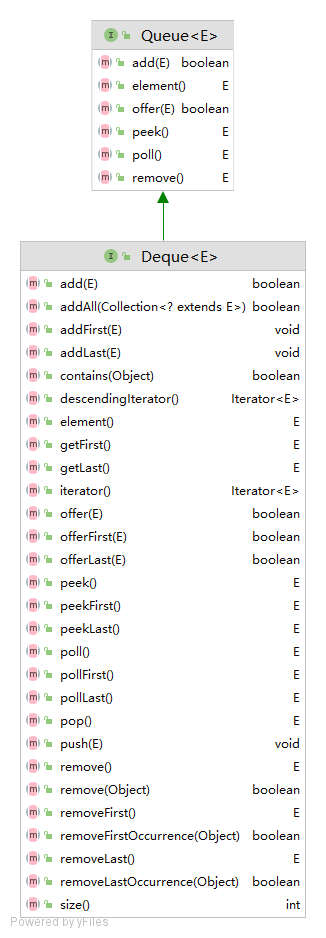 Queue<E>
add(E) boolean
element() E
offer(E) boolean
peek() E
poll() E
remove() E
Deque<E>
add(E) boolean
addAll(Collection<? extends E>) boolean
addFirst(E) void
addLast(E) void
contains(Object) boolean
descendingIterator() Iterator<E>
element() E
getFirst() E
getLast() E
iterator() Iterator<E>
offer(E) boolean
offerFirst(E) boolean
offerLast(E) boolean
peek() E
peekFirst() E
peekLast() E
poll() E
pollFirst() E
pollLast() E
pop() E
push(E) void
remove() E
remove(Object) boolean
removeFirst() E
removeFirstOccurrence(Object) boolean
removeLast() E
removeLastOccurrence(Object) boolean
size() int
Powered by yFiles